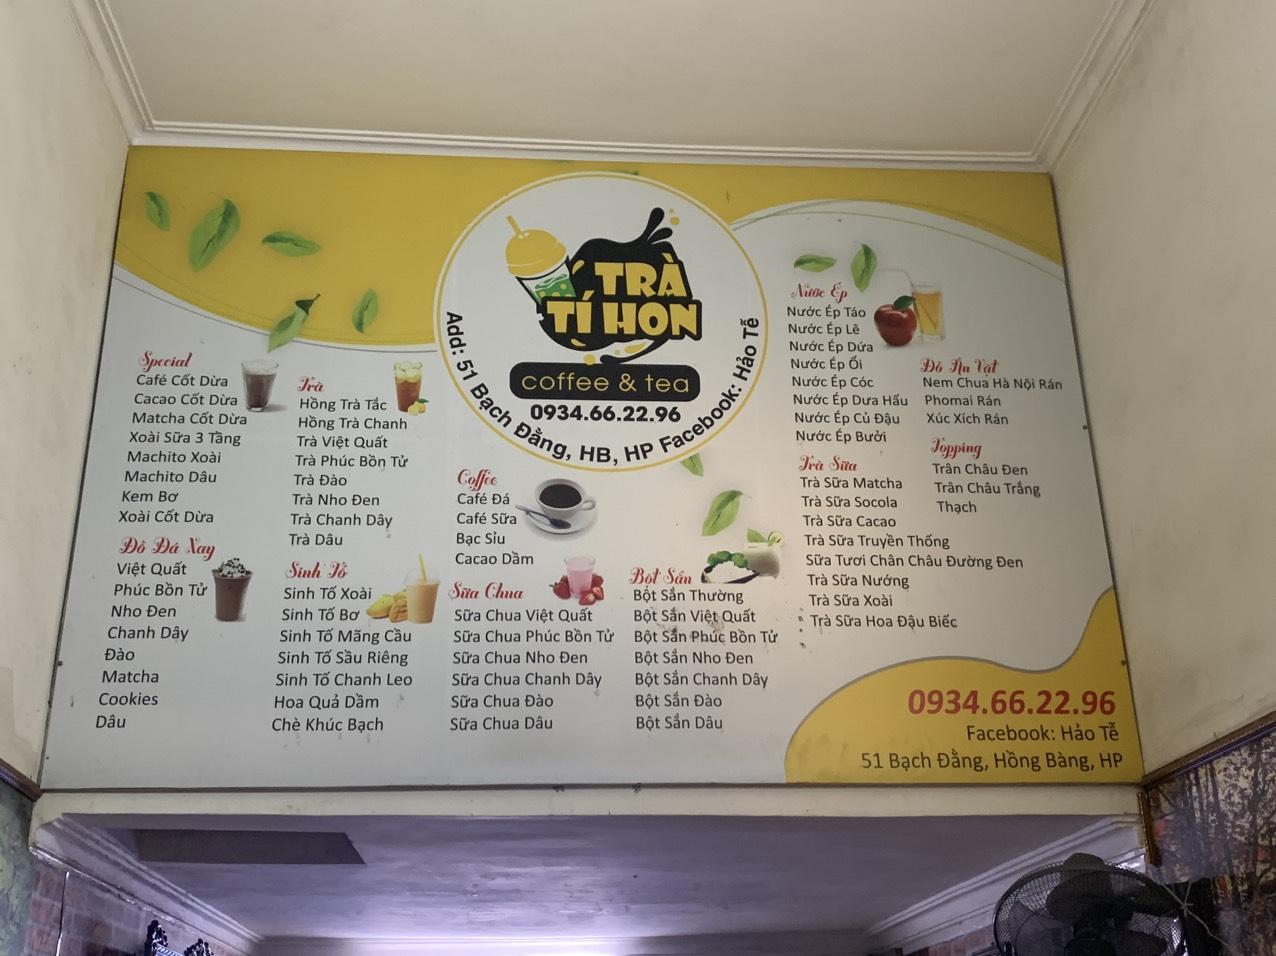 TRÀ
TÍ HON
coffee & tea
0934.66.22.96
Add: 51 Bạch Đằng, HB, HP Facebook: Hảo Tễ
Special
Café Cốt Dừa
Cacao Cốt Dừa
Matcha Cốt Dừa
Xoài Sữa 3 Tầng
Machito Xoài
Machito Dâu
Kem Bơ
Xoài Cốt Dừa
Đồ Đá Xay
Việt Quất
Phúc Bồn Tử
Nho Đen
Chanh Dây
Đào
Matcha
Cookies
Dâu
Trà
Hồng Trà Tắc
Hồng Trà Chanh
Trà Việt Quất
Trà Phúc Bồn Tử
Trà Đào
Trà Nho Đen
Trà Chanh Dây
Trà Dâu
Sinh Tố
Sinh Tố Xoài
Sinh Tố Bơ
Sinh Tố Mãng Cầu
Sinh Tố Sầu Riêng
Sinh Tố Chanh Leo
Hoa Quả Dầm
Chè Khúc Bạch
Coffee
Café Đá
Café Sữa
Bạc Sỉu
Cacao Dầm
Sữa Chua
Sữa Chua Việt Quất
Sữa Chua Phúc Bồn Tử
Sữa Chua Nho Đen
Sữa Chua Chanh Dây
Sữa Chua Đào
Sữa Chua Dâu
Bột Sắn
Bột Sắn Thường
Bột Sắn Việt Quất
Bột Sắn Phúc Bồn Tử
Bột Sắn Nho Đen
Bột Sắn Chanh Dây
Bột Sắn Đào
Bột Sắn Dâu
Nước Ép
Nước Ép Táo
Nước Ép Lê
Nước Ép Dứa
Nước Ép Ổi
Nước Ép Cóc
Nước Ép Dưa Hấu
Nước Ép Củ Đậu
Nước Ép Bưởi
Trà Sữa
Trà Sữa Matcha
Trà Sữa Socola
Trà Sữa Cacao
Trà Sữa Truyền Thống
Sữa Tươi Chân Châu Đường Đen
Trà Sữa Nướng
Trà Sữa Xoài
Trà Sữa Hoa Đậu Biếc
Đồ Ăn Vặt
Nem Chua Hà Nội Rán
Phomai Rán
Xúc Xích Rán
Topping
Trân Châu Đen
Trân Châu Trắng
Thạch
0934.66.22.96
Facebook: Hảo Tễ
51 Bạch Đằng, Hồng Bàng, HP